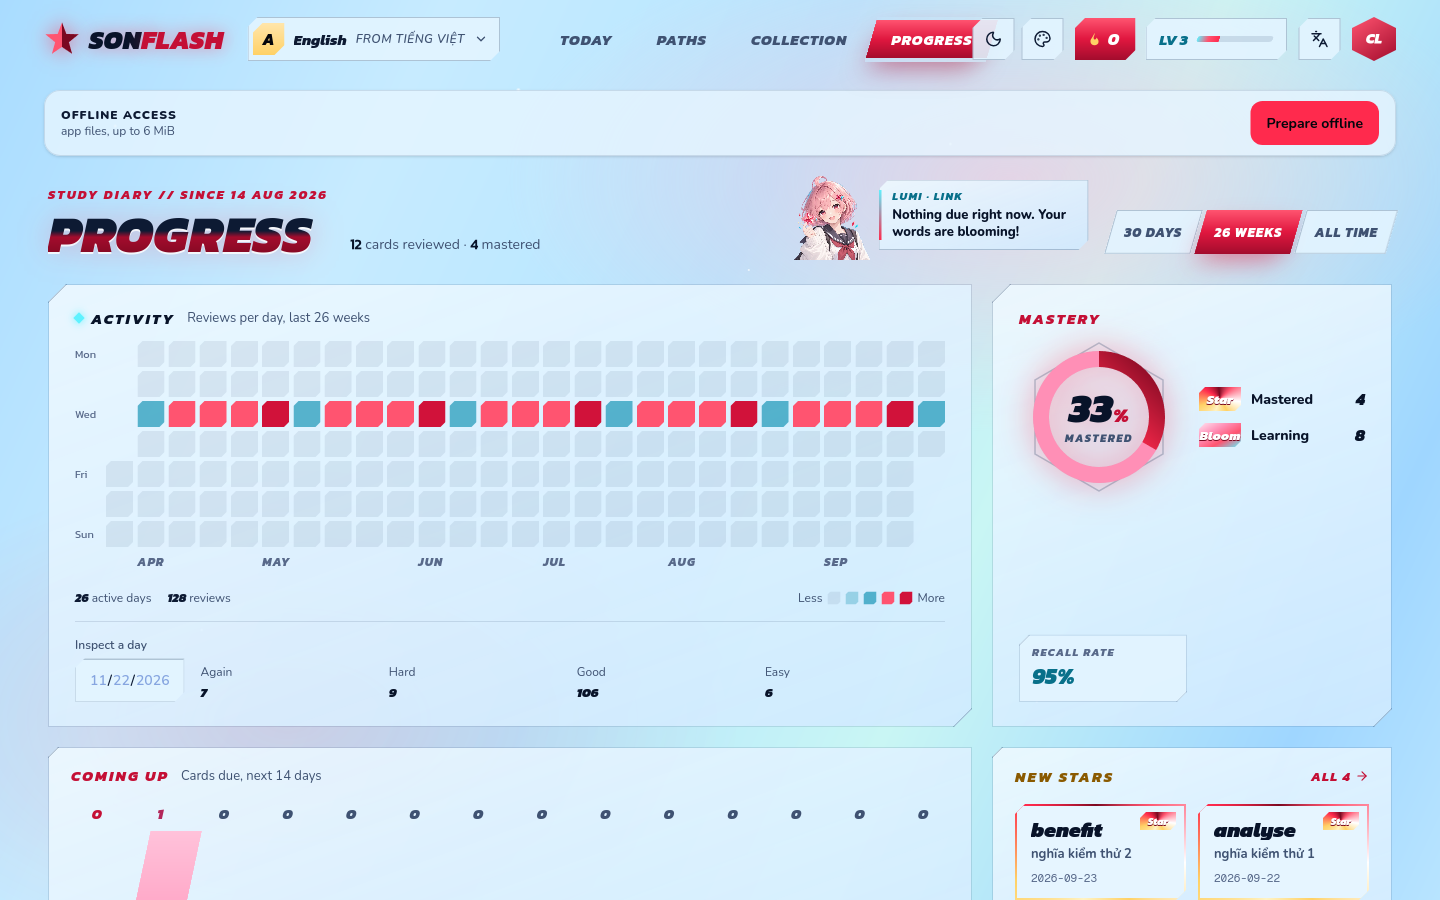 SONFLASH
A English FROM TIẾNG VIỆT
TODAY PATHS COLLECTION PROGRESS
0
LV 3
CL
OFFLINE ACCESS
app files, up to 6 MiB
Prepare offline
STUDY DIARY // SINCE 14 AUG 2026
PROGRESS
12 cards reviewed · 4 mastered
LUMI · LINK
Nothing due right now. Your
words are blooming!
30 DAYS 26 WEEKS ALL TIME
ACTIVITY Reviews per day, last 26 weeks
Mon
Wed
Fri
Sun
APR MAY JUN JUL AUG SEP
26 active days 128 reviews
Less More
Inspect a day
11/22/2026
Again Hard Good Easy
7 9 106 6
MASTERY
33%
MASTERED
Star Mastered 4
Bloom Learning 8
RECALL RATE
95%
COMING UP Cards due, next 14 days
0 1 0 0 0 0 0 0 0 0 0 0 0 0
NEW STARS ALL 4
benefit Star
nghĩa kiểm thử 2
2026-09-23
analyse Star
nghĩa kiểm thử 1
2026-09-22